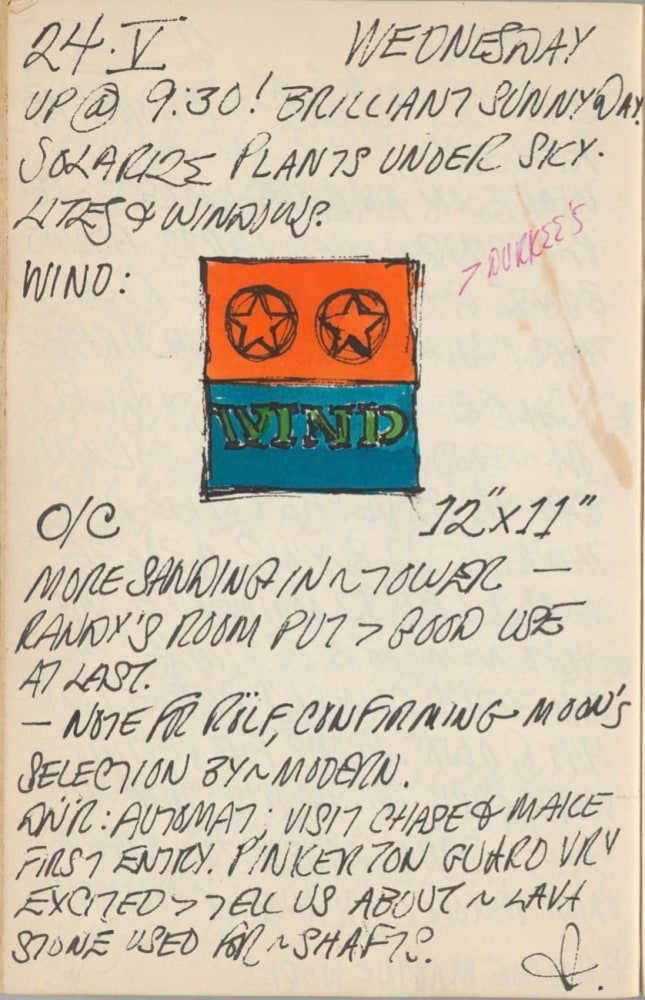 24·V WEDNESDAY
UP @ 9:30! BRILLIANT SUNNY DAY.
SOLARIZE PLANTS UNDER SKY-
LITES & WINDOWS.
> DURKEE'S
WIND:
WIND
O/C 12"x11"
MORE SANDING IN ~ TOWER —
RANDY'S ROOM PUT > GOOD USE
AT LAST.
— NOTE FR ROLF, CONFIRMING MOON'S
SELECTION BY ~ MODERN.
DN'R: AUTOMAT; VISIT CHASE & MAKE
FIRST ENTRY. PINKERTON GUARD VRY
EXCITED > TELL US ABOUT ~ LAVA
STONE USED FOR ~ SHAFTS.